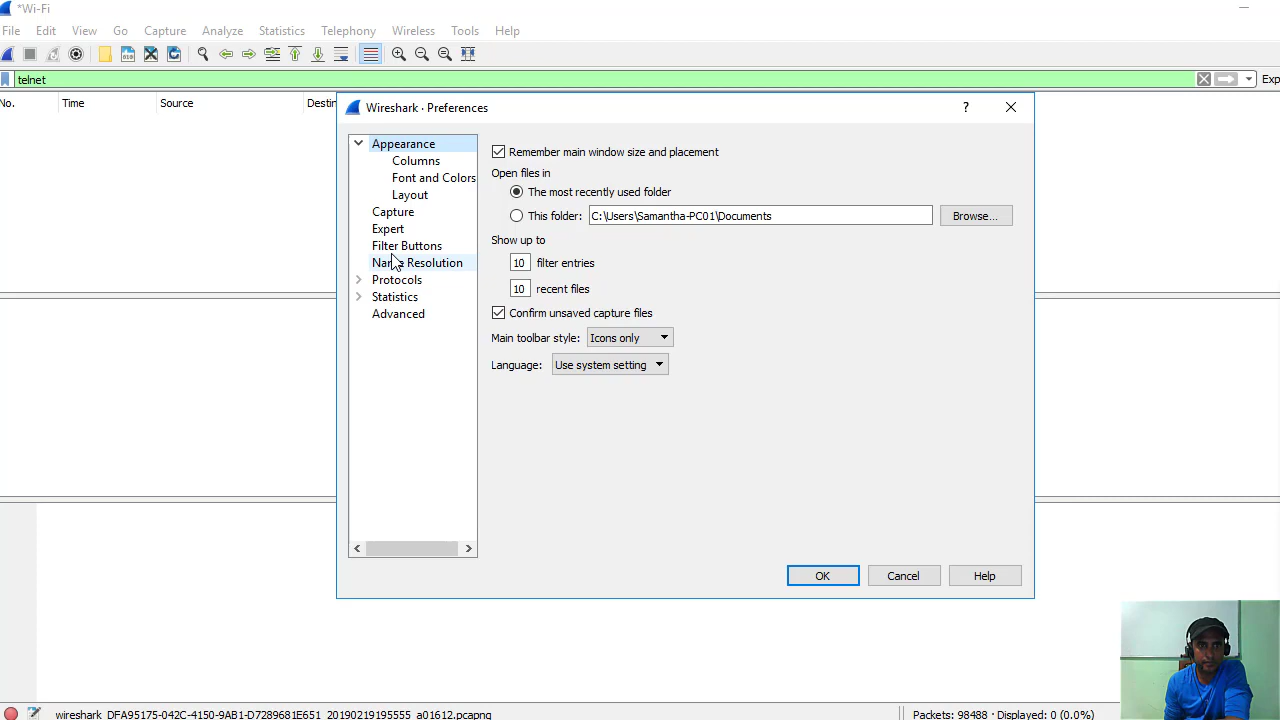 *Wi-Fi
File Edit View Go Capture Analyze Statistics Telephony Wireless Tools Help
telnet
Exp
No. Time Source Destin
Wireshark · Preferences
?
Appearance
Columns
Font and Colors
Layout
Capture
Expert
Filter Buttons
Name Resolution
Protocols
Statistics
Advanced
Remember main window size and placement
Open files in
The most recently used folder
This folder: C:\Users\Samantha-PC01\Documents Browse...
Show up to
10 filter entries
10 recent files
Confirm unsaved capture files
Main toolbar style: Icons only
Language: Use system setting
OK Cancel Help
wireshark_DFA95175-042C-4150-9AB1-D7289681E651_20190219195555_a01612.pcapng
Packets: 98488 · Displayed: 0 (0.0%)